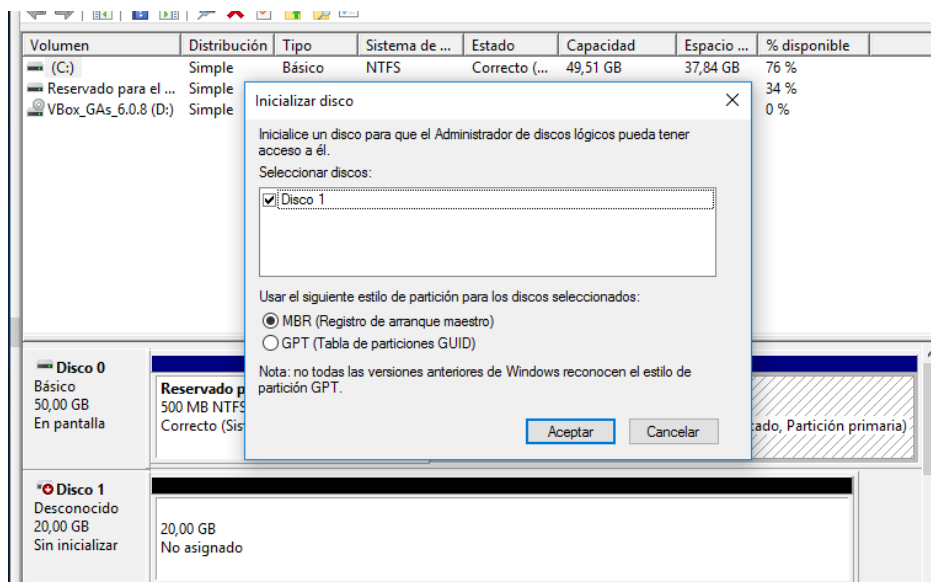 Volumen Distribución Tipo Sistema de ... Estado Capacidad Espacio ... % disponible
(C:) Simple Básico NTFS Correcto (... 49,51 GB 37,84 GB 76 %
Reservado para el ... Simple 34 %
VBox_GAs_6.0.8 (D:) Simple 0 %
Inicializar disco
Inicialice un disco para que el Administrador de discos lógicos pueda tener
acceso a él.
Seleccionar discos:
Disco 1
Usar el siguiente estilo de partición para los discos seleccionados:
MBR (Registro de arranque maestro)
GPT (Tabla de particiones GUID)
Nota: no todas las versiones anteriores de Windows reconocen el estilo de
partición GPT.
Aceptar Cancelar
Disco 0
Básico
50,00 GB
En pantalla
Reservado p
500 MB NTFS
Correcto (Sis
cado, Partición primaria)
Disco 1
Desconocido
20,00 GB
Sin inicializar
20,00 GB
No asignado